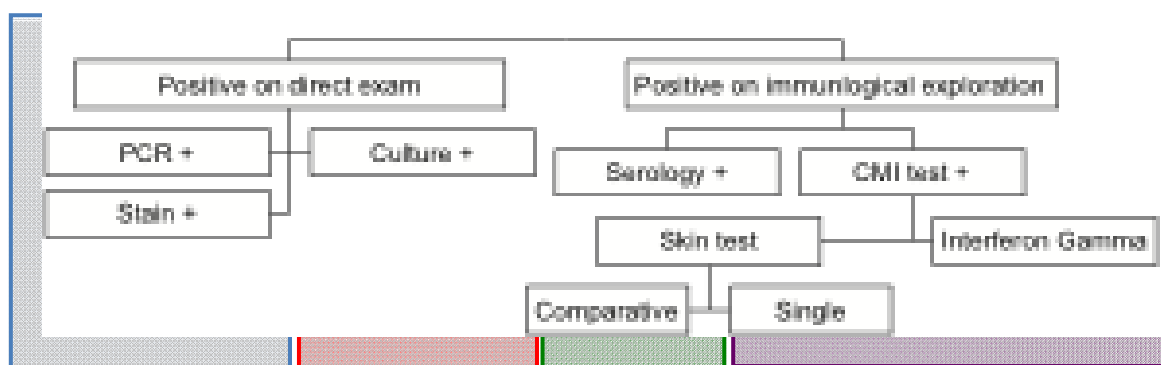 Positive on direct exam
Positive on immunlogical exploration
PCR +
Culture +
Serology +
CMI test +
Stain +
Skin test
Interferon Gamma
Comparative
Single